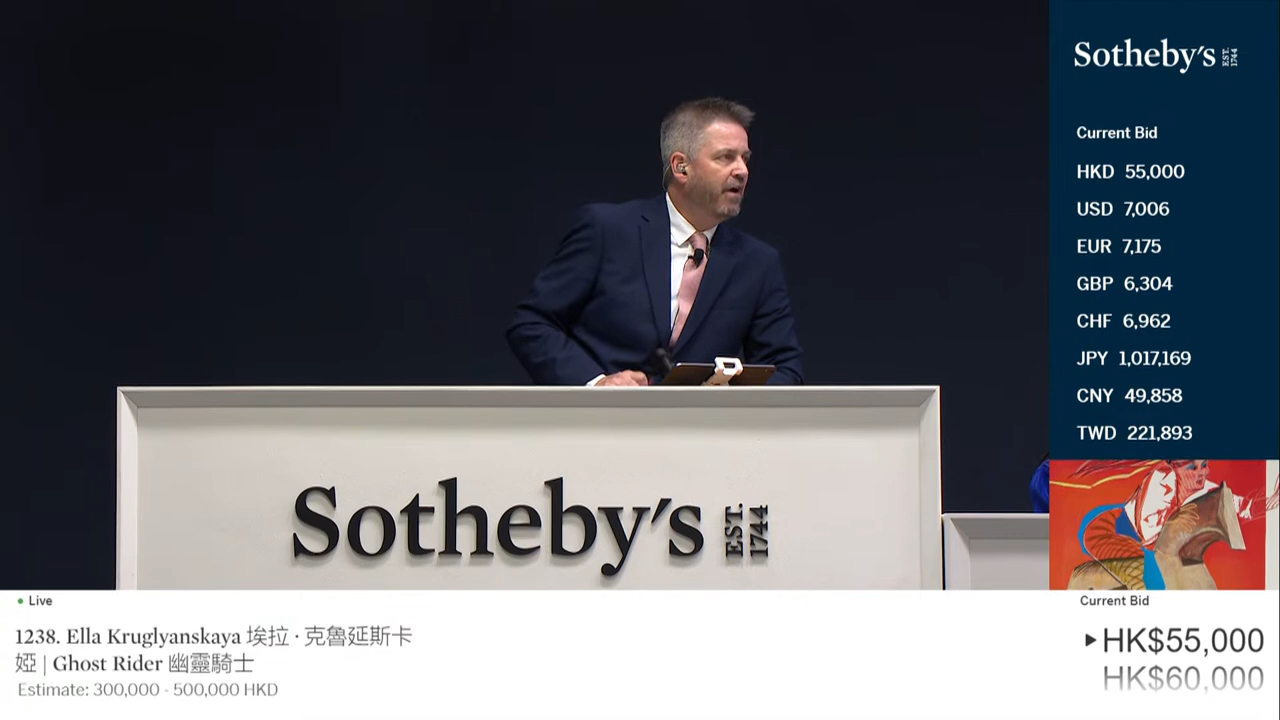 Sotheby's EST. 1744
Current Bid
HKD 55,000
USD 7,006
EUR 7,175
GBP 6,304
CHF 6,962
JPY 1,017,169
CNY 49,858
TWD 221,893
Sotheby's EST. 1744
Live
1238. Ella Kruglyanskaya 埃拉·克魯延斯卡
婭 | Ghost Rider 幽靈騎士
Estimate: 300,000 - 500,000 HKD
Current Bid
HK$55,000
HK$60,000